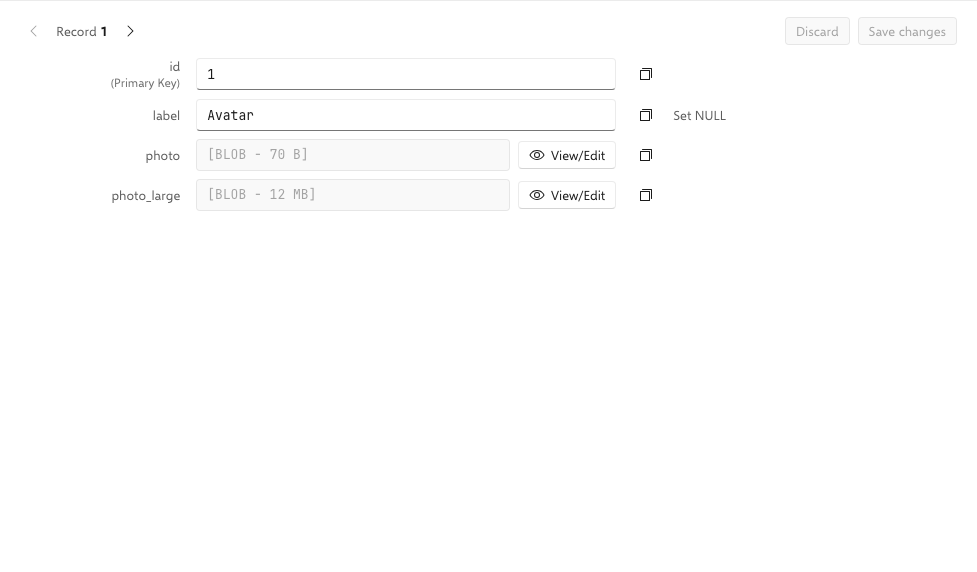 Record 1
Discard
Save changes
id
(Primary Key)
1
label
Avatar
Set NULL
photo
[BLOB - 70 B]
View/Edit
photo_large
[BLOB - 12 MB]
View/Edit